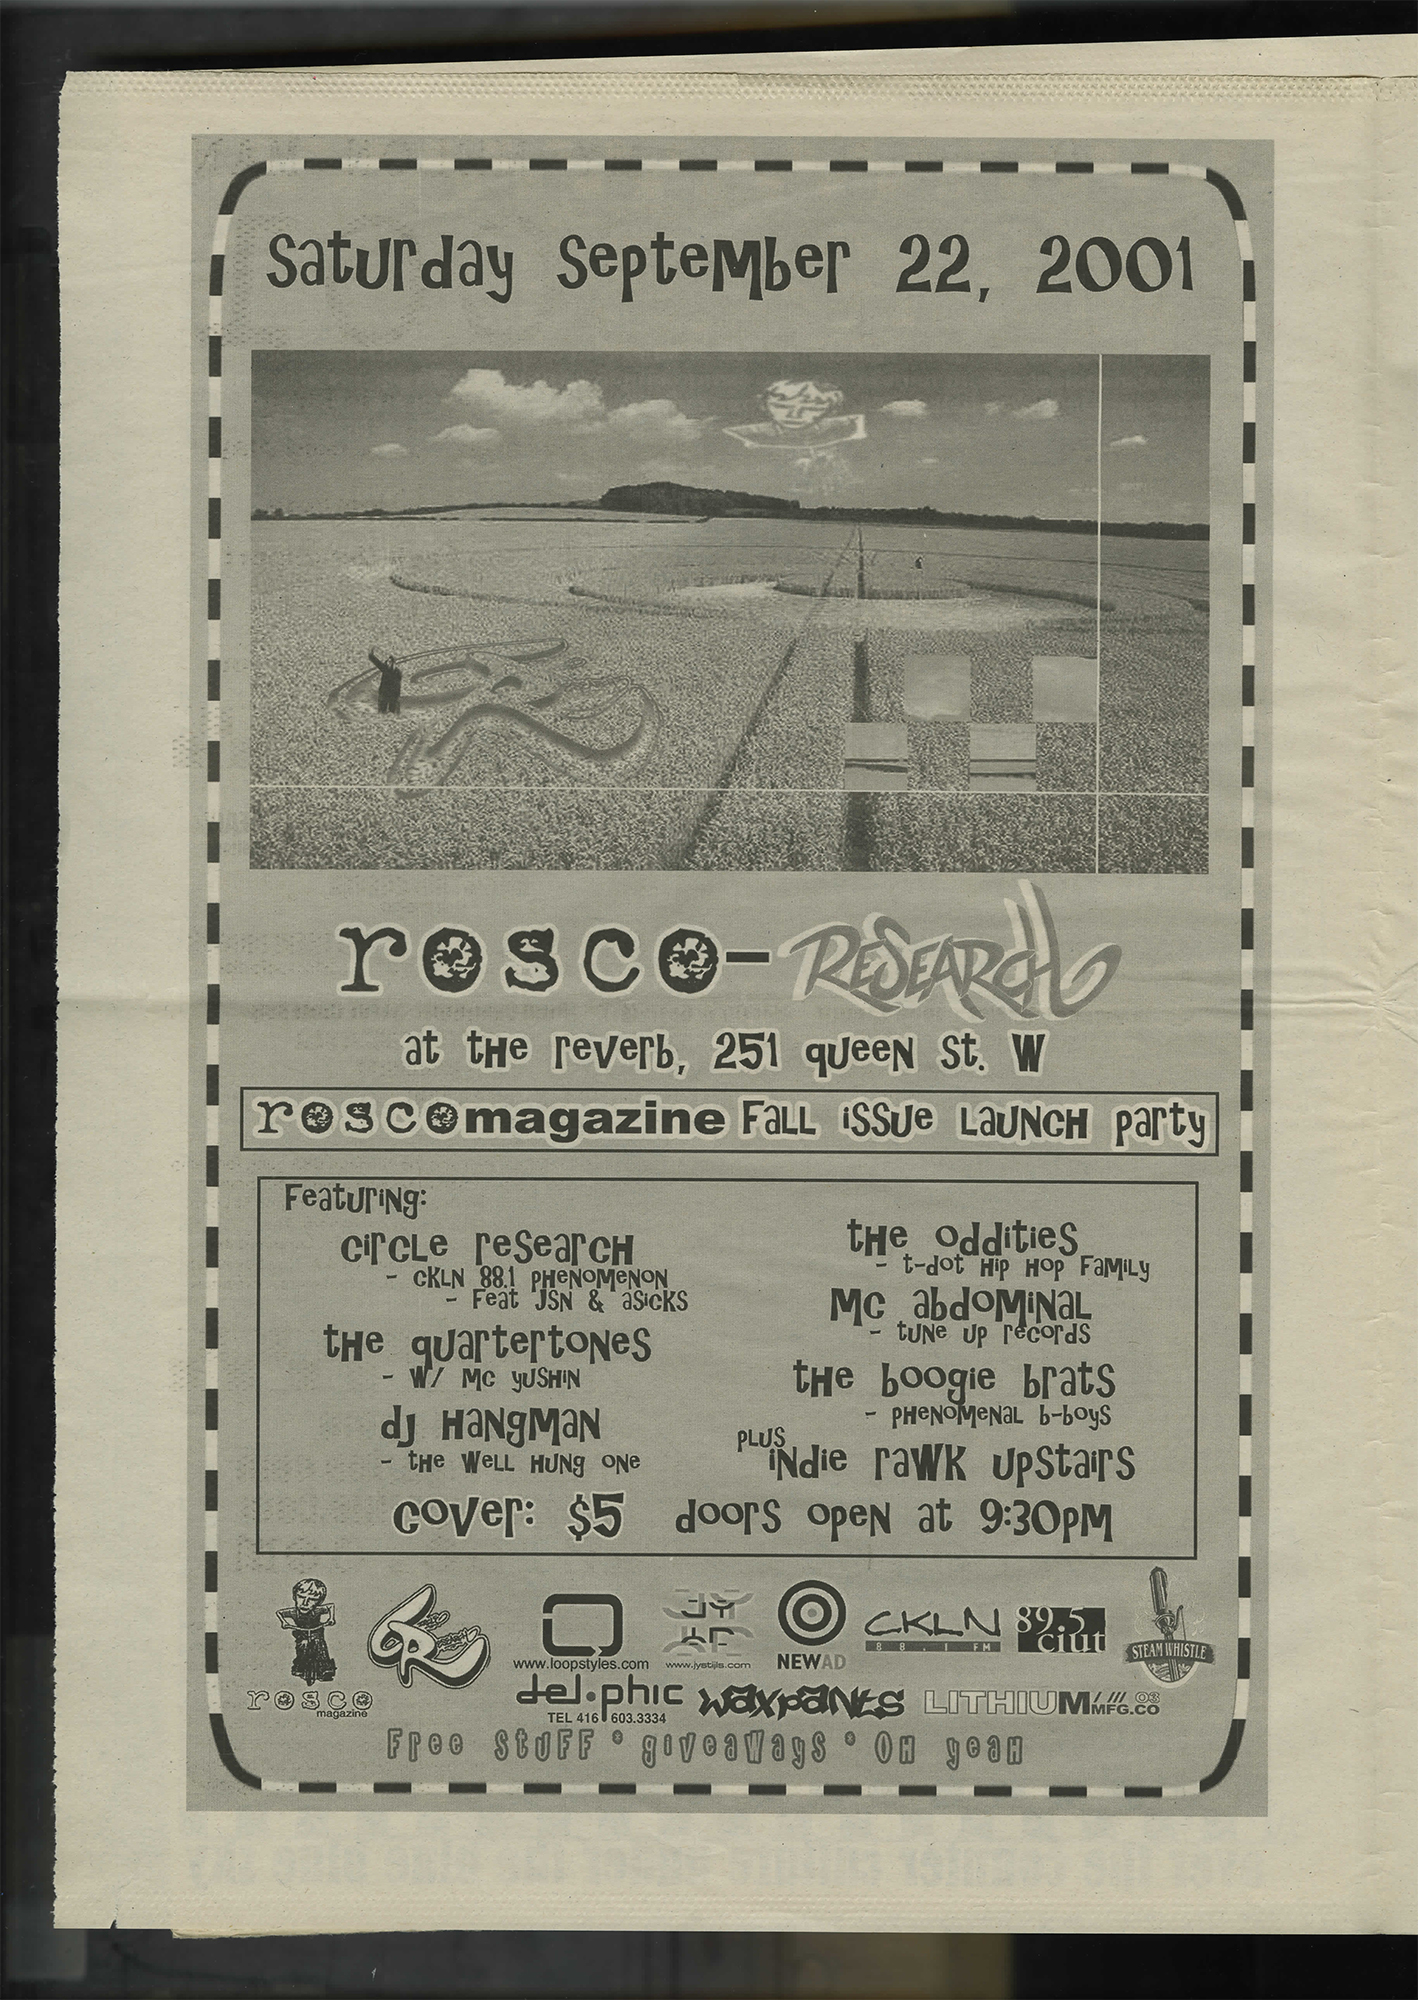 Saturday September 22, 2001
rosco-RESEARCH
at the reverb, 251 queen St. W
roscomagazine Fall issue launch party
Featuring:
circle research
- CKLN 88.1 phenomenon
- Feat JSN & asicks
the quartertones
- w/ MC yushin
dj Hangman
- the well hung one
the oddities
- t-dot Hip Hop Family
MC abdominal
- tune up records
the boogie brats
- phenomenal b-boys
plus
indie rawk upstairs
cover: $5 doors open at 9:30pm
rosco
magazine
www.loopstyles.com
www.jystijls.com
NEWAD
CKLN
88.1 FM
89.5
ciut
STEAM WHISTLE
del.phic
TEL 416 603.3334
waxpants
LITHIUM MFG.CO 03
Free stuff * giveaways * oh yeah